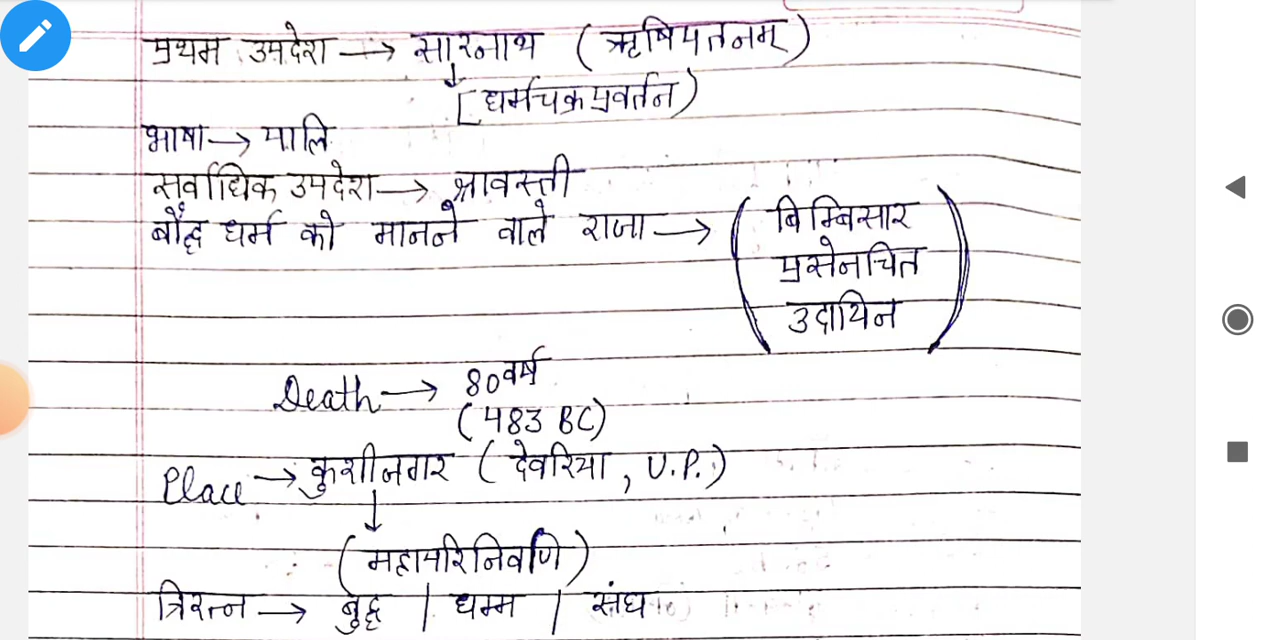 प्रथम उपदेश → सारनाथ (ऋषिपतनम्)
↓
[धर्मचक्रप्रवर्तन)
भाषा → पालि
सर्वाधिक उपदेश → श्रावस्ती
बौद्ध धर्म को मानने वाले राजा → (बिम्बिसार
प्रसेनचित
उदायिन)
Death → 80 वर्ष
(483 BC)
Place → कुशीनगर (देवरिया, U.P.)
↓
(महापरिनिर्वाण)
त्रिरत्न → बुद्ध / धम्म / संघ